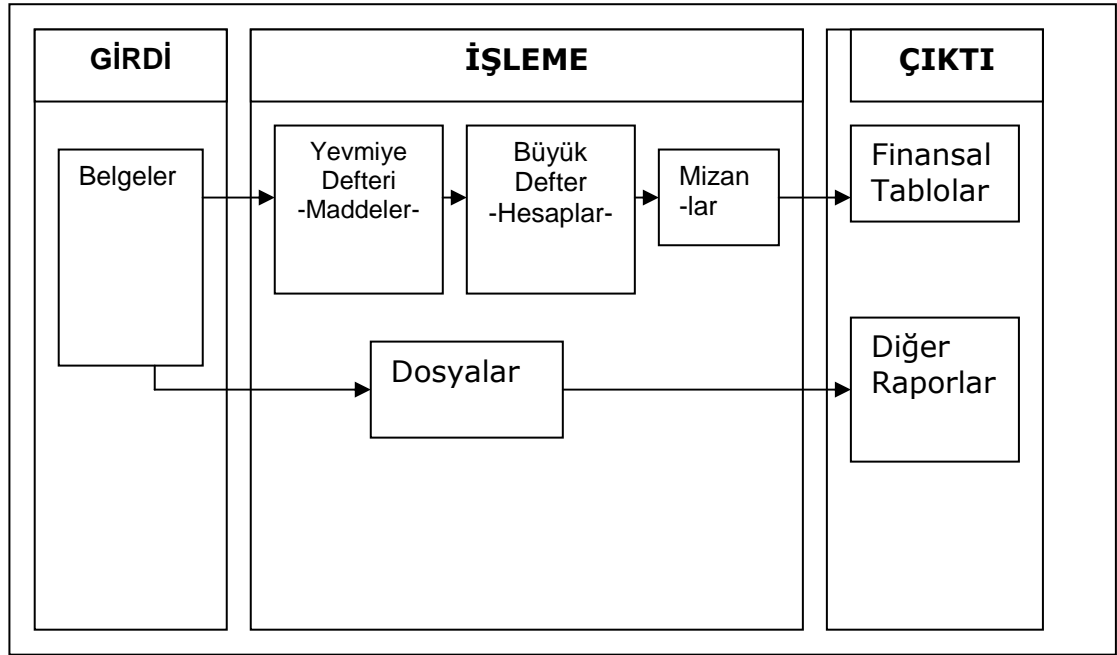 GİRDİ
İŞLEME
ÇIKTI
Belgeler
Yevmiye
Defteri
-Maddeler-
Büyük
Defter
-Hesaplar-
Mizan
-lar
Finansal
Tablolar
Dosyalar
Diğer
Raporlar